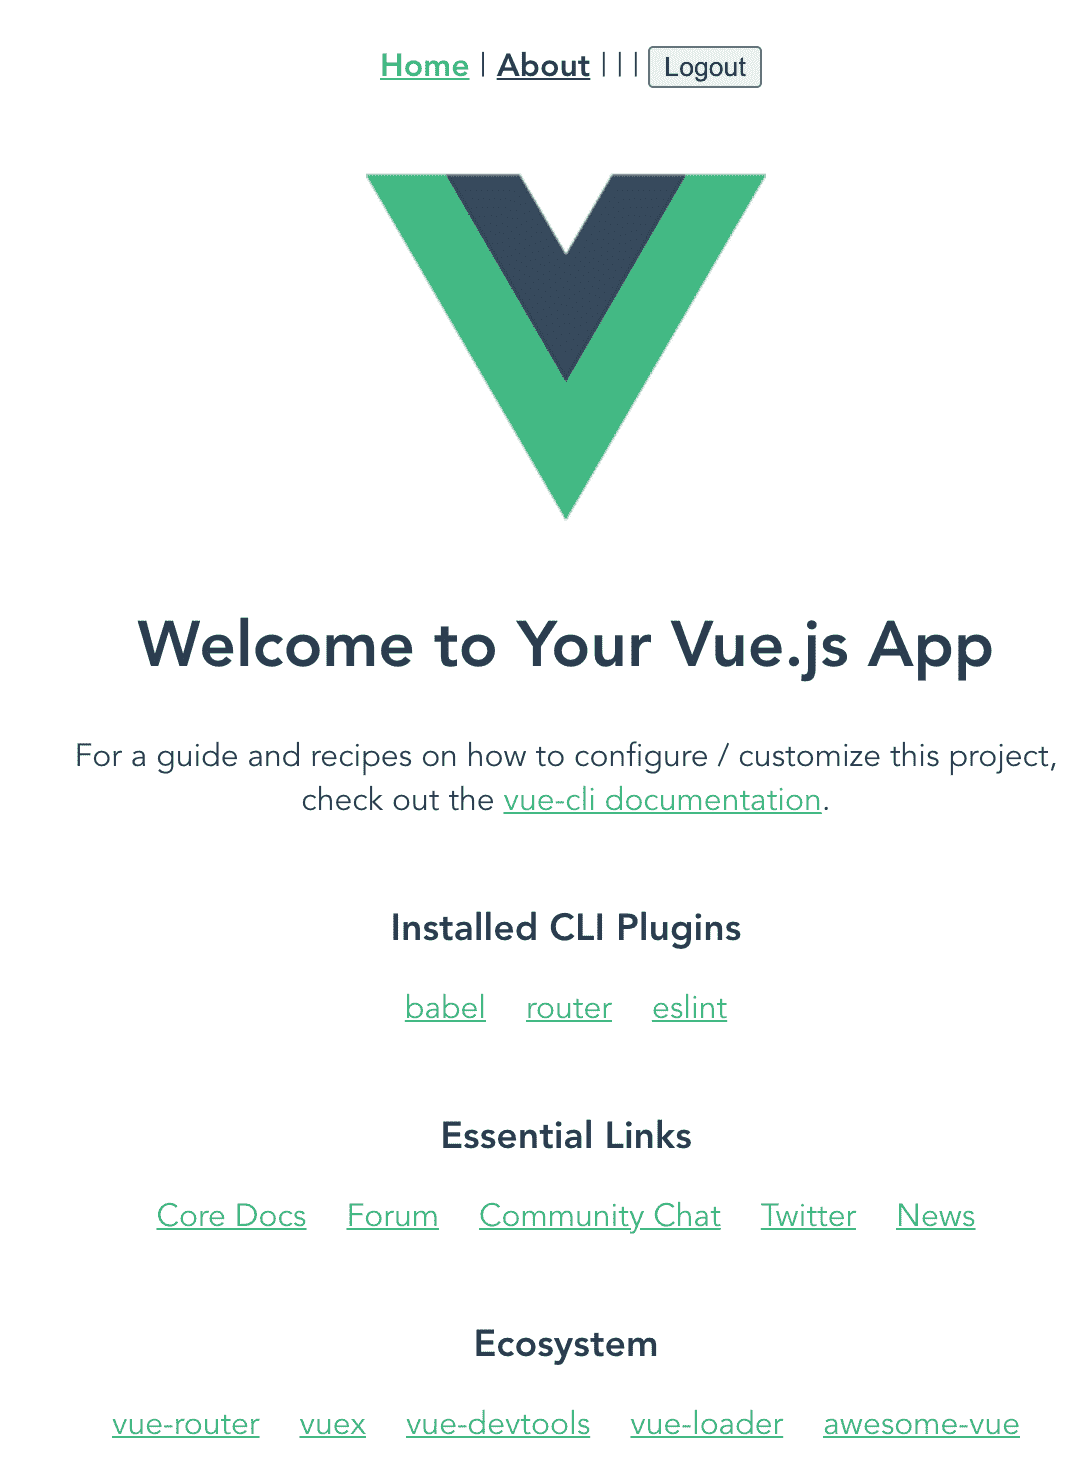 Home | About | | | Logout
Welcome to Your Vue.js App
For a guide and recipes on how to configure / customize this project,
check out the vue-cli documentation.
Installed CLI Plugins
babel router eslint
Essential Links
Core Docs Forum Community Chat Twitter News
Ecosystem
vue-router vuex vue-devtools vue-loader awesome-vue